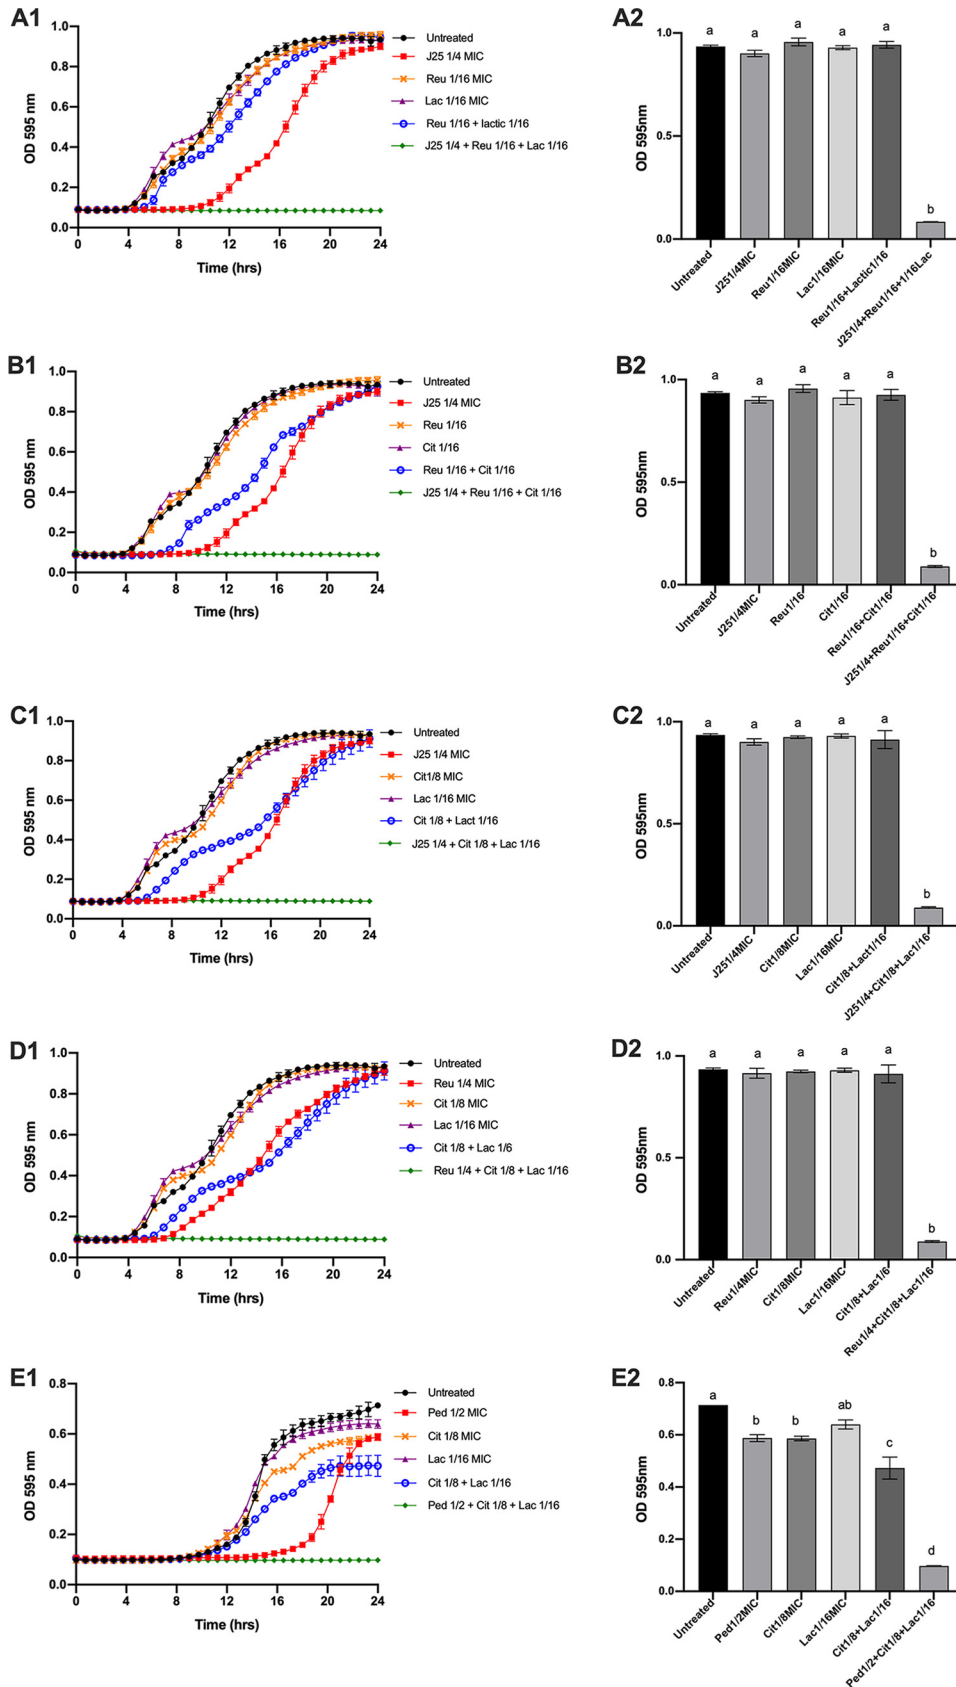 A1
1.0
0.8
0.6
0.4
0.2
0.0
OD 595 nm
0 4 8 12 16 20 24
Time (hrs)
Untreated
J25 1/4 MIC
Reu 1/16 MIC
Lac 1/16 MIC
Reu 1/16 + lactic 1/16
J25 1/4 + Reu 1/16 + Lac 1/16
A2
1.0
0.5
0.0
OD 595nm
a a a a a b
Untreated
J251/4MIC
Reu1/16MIC
Lac1/16MIC
Reu1/16+Lactic1/16
J251/4+Reu1/16+1/16Lac
B1
1.0
0.8
0.6
0.4
0.2
0.0
OD 595 nm
0 4 8 12 16 20 24
Time (hrs)
Untreated
J25 1/4 MIC
Reu 1/16
Cit 1/16
Reu 1/16 + Cit 1/16
J25 1/4 + Reu 1/16 + Cit 1/16
B2
1.0
0.5
0.0
OD 595nm
a a a a a b
Untreated
J251/4MIC
Reu1/16
Cit1/16
Reu1/16+Cit1/16
J251/4+Reu1/16+Cit1/16
C1
1.0
0.8
0.6
0.4
0.2
0.0
OD 595 nm
0 4 8 12 16 20 24
Time (hrs)
Untreated
J25 1/4 MIC
Cit1/8 MIC
Lac 1/16 MIC
Cit 1/8 + Lact 1/16
J25 1/4 + Cit 1/8 + Lac 1/16
C2
1.0
0.5
0.0
OD 595nm
a a a a a b
Untreated
J251/4MIC
Cit1/8MIC
Lac1/16MIC
Cit1/8+Lact1/16
J251/4+Cit1/8+Lac1/16
D1
1.0
0.8
0.6
0.4
0.2
0.0
OD 595 nm
0 4 8 12 16 20 24
Time (hrs)
Untreated
Reu 1/4 MIC
Cit 1/8 MIC
Lac 1/16 MIC
Cit 1/8 + Lac 1/6
Reu 1/4 + Cit 1/8 + Lac 1/16
D2
1.0
0.5
0.0
OD 595nm
a a a a a b
Untreated
Reu1/4MIC
Cit1/8MIC
Lac1/16MIC
Cit1/8+Lac1/6
Reu1/4+Cit1/8+Lac1/16
E1
0.8
0.6
0.4
0.2
0.0
OD 595 nm
0 4 8 12 16 20 24
Time (hrs)
Untreated
Ped 1/2 MIC
Cit 1/8 MIC
Lac 1/16 MIC
Cit 1/8 + Lac 1/16
Ped 1/2 + Cit 1/8 + Lac 1/16
E2
0.8
0.6
0.4
0.2
0.0
OD 595nm
a b b ab c d
Untreated
Ped1/2MIC
Cit1/8MIC
Lac1/16MIC
Cit1/8+Lac1/16
Ped1/2+Cit1/8+Lac1/16